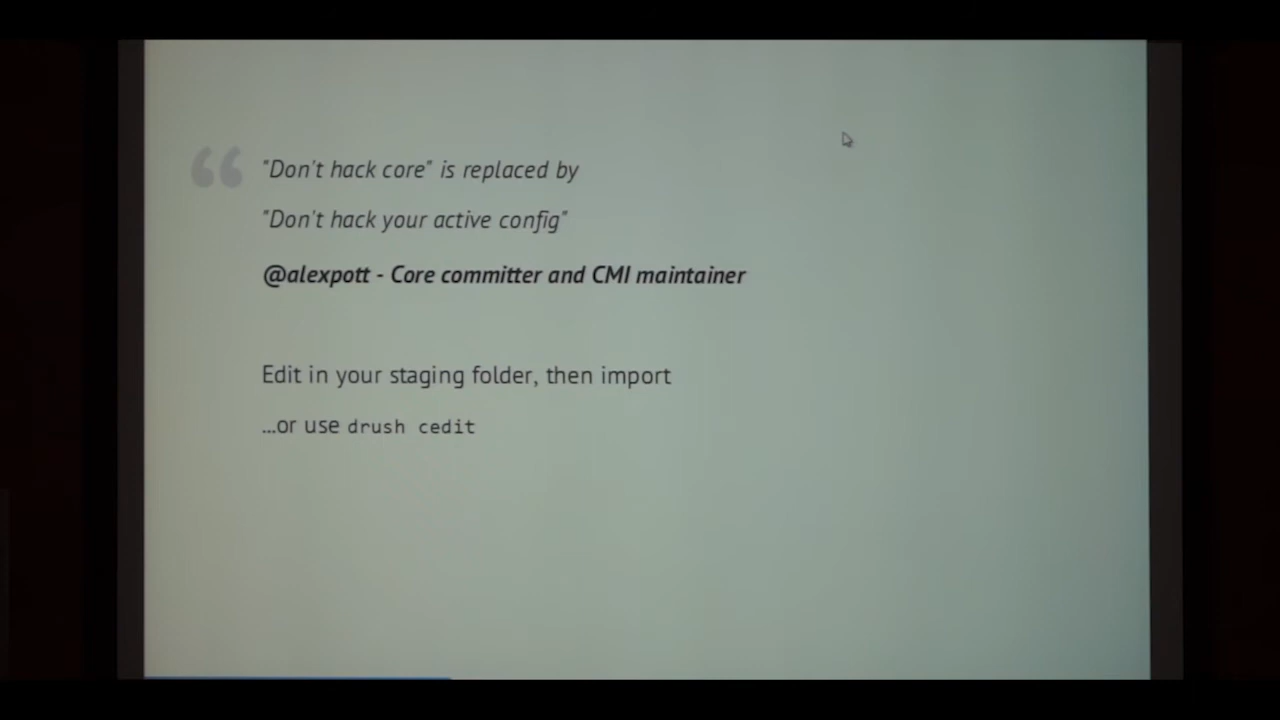 "Don't hack core" is replaced by
"Don't hack your active config"
@alexpott - Core committer and CMI maintainer
Edit in your staging folder, then import
...or use drush cedit